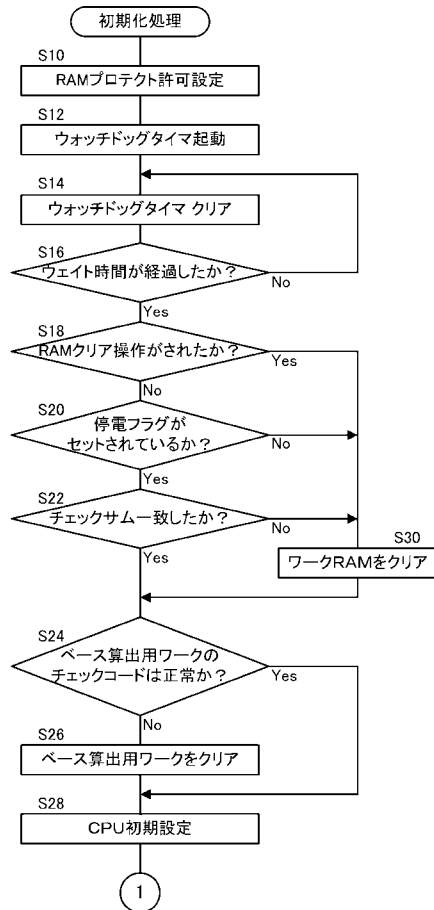 初期化処理
S10
RAMプロテクト許可設定
S12
ウォッチドッグタイマ起動
S14
ウォッチドッグタイマ クリア
S16
ウェイト時間が経過したか？
No
Yes
S18
RAMクリア操作がされたか？
Yes
No
S20
停電フラグが
セットされているか？
No
Yes
S22
チェックサム一致したか？
No
Yes
S30
ワークRAMをクリア
S24
ベース算出用ワークの
チェックコードは正常か？
Yes
No
S26
ベース算出用ワークをクリア
S28
CPU初期設定
1